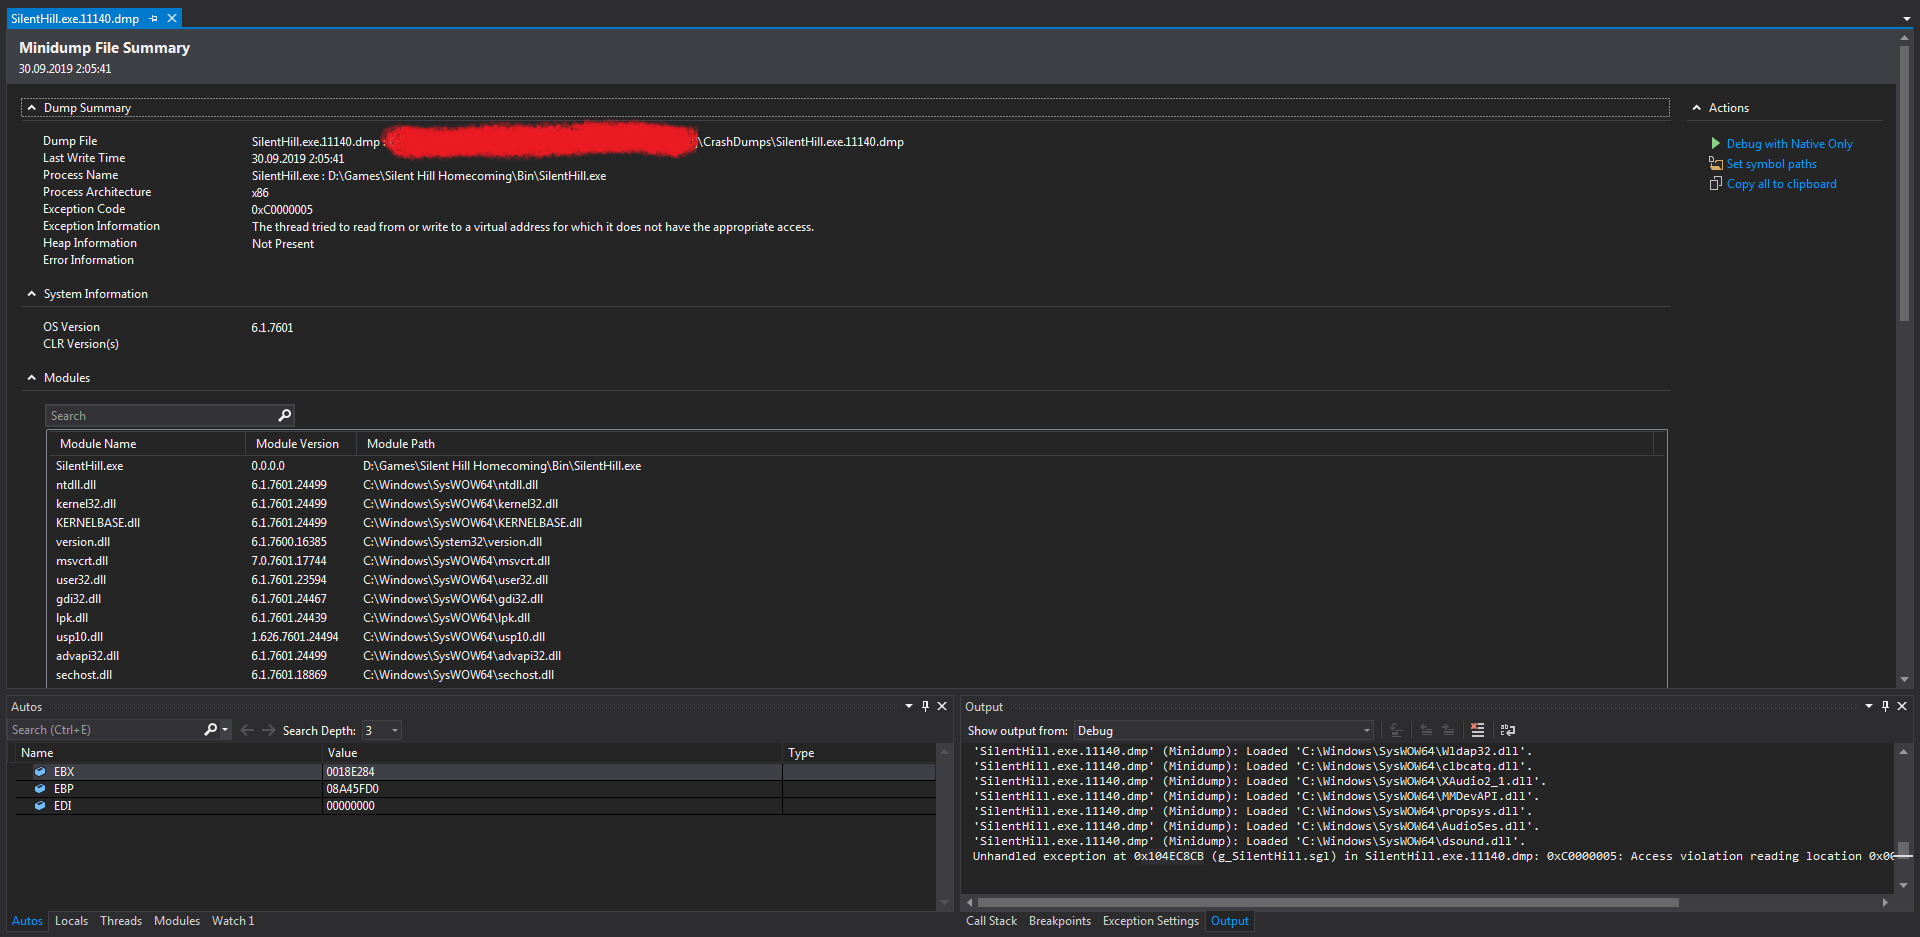 SilentHill.exe.11140.dmp
Minidump File Summary
30.09.2019 2:05:41
Dump Summary
Dump File SilentHill.exe.11140.dmp : \CrashDumps\SilentHill.exe.11140.dmp
Last Write Time 30.09.2019 2:05:41
Process Name SilentHill.exe : D:\Games\Silent Hill Homecoming\Bin\SilentHill.exe
Process Architecture x86
Exception Code 0xC0000005
Exception Information The thread tried to read from or write to a virtual address for which it does not have the appropriate access.
Heap Information Not Present
Error Information
System Information
OS Version 6.1.7601
CLR Version(s)
Modules
Search
Module Name Module Version Module Path
SilentHill.exe 0.0.0.0 D:\Games\Silent Hill Homecoming\Bin\SilentHill.exe
ntdll.dll 6.1.7601.24499 C:\Windows\SysWOW64\ntdll.dll
kernel32.dll 6.1.7601.24499 C:\Windows\SysWOW64\kernel32.dll
KERNELBASE.dll 6.1.7601.24499 C:\Windows\SysWOW64\KERNELBASE.dll
version.dll 6.1.7600.16385 C:\Windows\System32\version.dll
msvcrt.dll 7.0.7601.17744 C:\Windows\SysWOW64\msvcrt.dll
user32.dll 6.1.7601.23594 C:\Windows\SysWOW64\user32.dll
gdi32.dll 6.1.7601.24467 C:\Windows\SysWOW64\gdi32.dll
lpk.dll 6.1.7601.24439 C:\Windows\SysWOW64\lpk.dll
usp10.dll 1.626.7601.24494 C:\Windows\SysWOW64\usp10.dll
advapi32.dll 6.1.7601.24499 C:\Windows\SysWOW64\advapi32.dll
sechost.dll 6.1.7601.18869 C:\Windows\SysWOW64\sechost.dll
Actions
Debug with Native Only
Set symbol paths
Copy all to clipboard
Autos
Search (Ctrl+E) Search Depth: 3
Name Value Type
EBX 0018E284
EBP 08A45FD0
EDI 00000000
Autos Locals Threads Modules Watch 1
Output
Show output from: Debug
'SilentHill.exe.11140.dmp' (Minidump): Loaded 'C:\Windows\SysWOW64\Wldap32.dll'.
'SilentHill.exe.11140.dmp' (Minidump): Loaded 'C:\Windows\SysWOW64\clbcatq.dll'.
'SilentHill.exe.11140.dmp' (Minidump): Loaded 'C:\Windows\SysWOW64\XAudio2_1.dll'.
'SilentHill.exe.11140.dmp' (Minidump): Loaded 'C:\Windows\SysWOW64\MMDevAPI.dll'.
'SilentHill.exe.11140.dmp' (Minidump): Loaded 'C:\Windows\SysWOW64\propsys.dll'.
'SilentHill.exe.11140.dmp' (Minidump): Loaded 'C:\Windows\SysWOW64\AudioSes.dll'.
'SilentHill.exe.11140.dmp' (Minidump): Loaded 'C:\Windows\SysWOW64\dsound.dll'.
Unhandled exception at 0x104EC8CB (g_SilentHill.sgl) in SilentHill.exe.11140.dmp: 0xC0000005: Access violation reading location
Call Stack Breakpoints Exception Settings Output